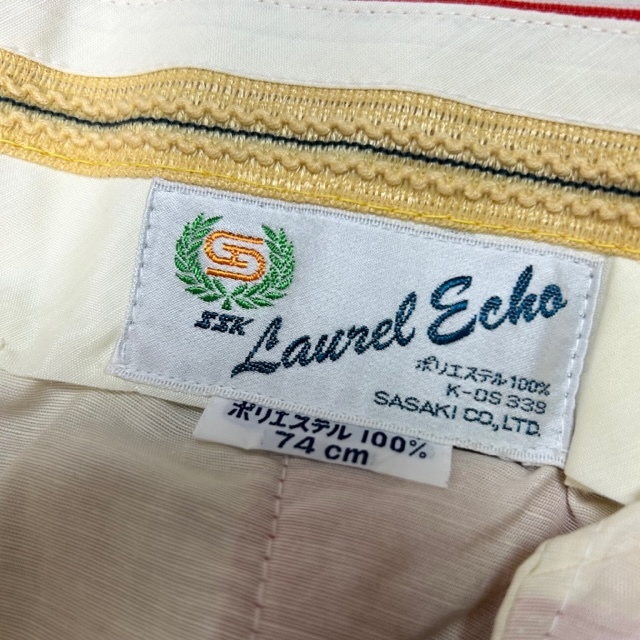 SSK
Laurel Echo
ポリエステル100%
K-DS 339
SASAKI CO., LTD.
ポリエステル 100%
74 cm